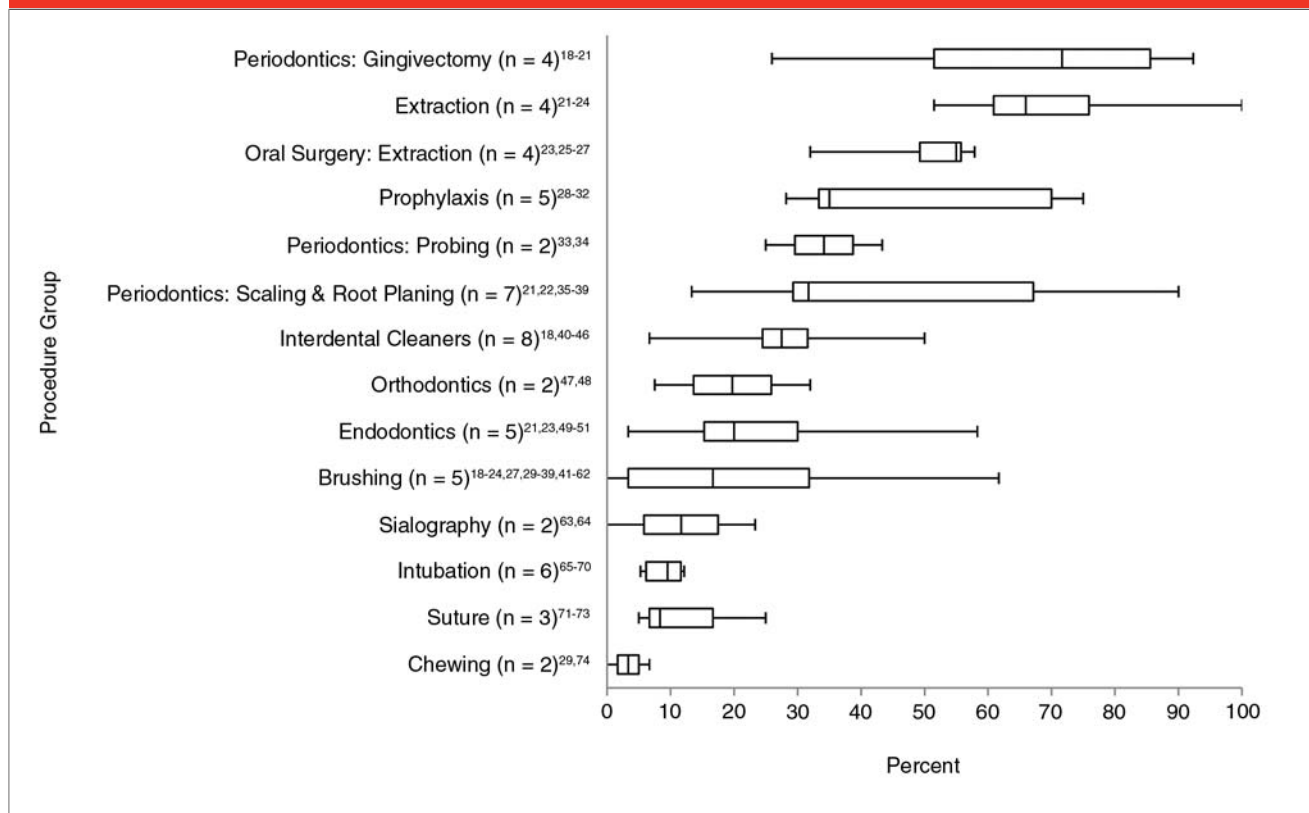 Periodontics: Gingivectomy (n = 4)18-21
Extraction (n = 4)21-24
Oral Surgery: Extraction (n = 4)23,25-27
Prophylaxis (n = 5)28-32
Periodontics: Probing (n = 2)33,34
Periodontics: Scaling & Root Planing (n = 7)21,22,35-39
Interdental Cleaners (n = 8)18,40-46
Orthodontics (n = 2)47,48
Endodontics (n = 5)21,23,49-51
Brushing (n = 5)18-24,27,29-39,41-62
Sialography (n = 2)63,64
Intubation (n = 6)65-70
Suture (n = 3)71-73
Chewing (n = 2)29,74
Procedure Group
0 10 20 30 40 50 60 70 80 90 100
Percent